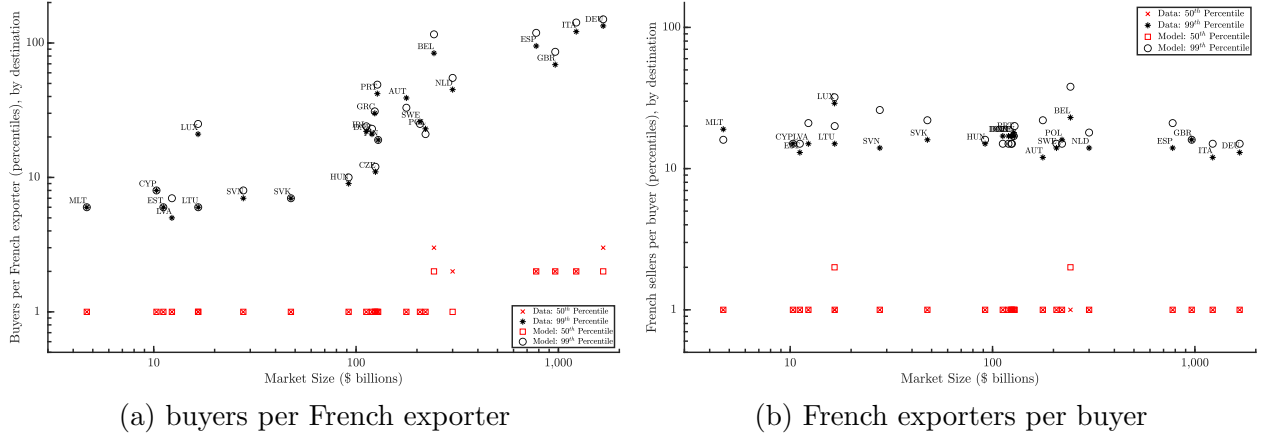 Buyers per French exporter (percentiles), by destination
100
10
1
10
100
1,000
Market Size ($ billions)
MLT
CYP
EST
LVA
LTU
LUX
SVN
SVK
HUN
CZE
GRC
PRT
AUT
SWE
BEL
NLD
ESP
GBR
ITA
DEU
× Data: 50th Percentile
* Data: 99th Percentile
□ Model: 50th Percentile
○ Model: 99th Percentile
(a) buyers per French exporter
French sellers per buyer (percentiles), by destination
100
10
1
10
100
1,000
Market Size ($ billions)
MLT
CYP
LVA
LTU
LUX
SVN
SVK
HUN
BEL
POL
SWE
AUT
NLD
ESP
GBR
ITA
DEU
× Data: 50th Percentile
* Data: 99th Percentile
□ Model: 50th Percentile
○ Model: 99th Percentile
(b) French exporters per buyer